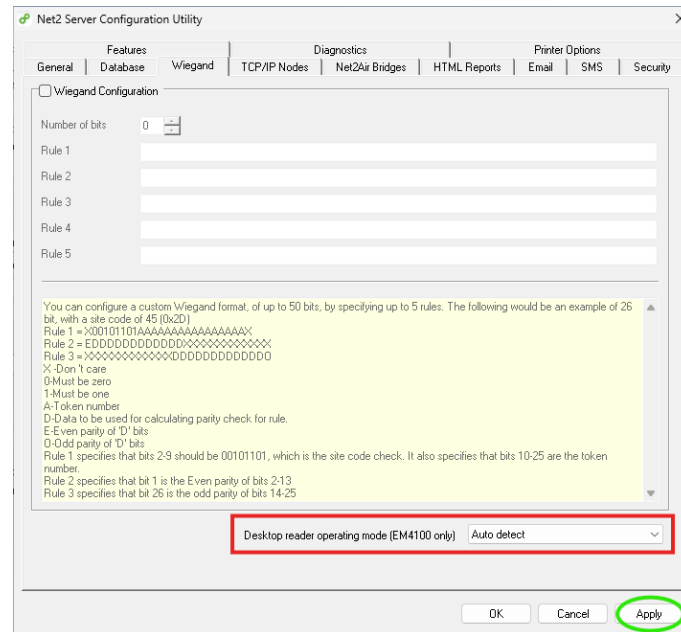 Net2 Server Configuration Utility
Features Diagnostics Printer Options
General Database Wiegand TCP/IP Nodes Net2Air Bridges HTML Reports Email SMS Security
Wiegand Configuration
Number of bits 0
Rule 1
Rule 2
Rule 3
Rule 4
Rule 5
You can configure a custom Wiegand format, of up to 50 bits, by specifying up to 5 rules. The following would be an example of 26
bit, with a site code of 45 (0x2D)
Rule 1 = X00101101AAAAAAAAAAAAAAAAX
Rule 2 = EDDDDDDDDDDDDXXXXXXXXXXXXX
Rule 3 = XXXXXXXXXXXXXDDDDDDDDDDDDO
X -Don 't care
0-Must be zero
1-Must be one
A-Token number
D-Data to be used for calculating parity check for rule.
E-Even parity of 'D' bits
O-Odd parity of 'D' bits
Rule 1 specifies that bits 2-9 should be 00101101, which is the site code check. It also specifies that bits 10-25 are the token
number.
Rule 2 specifies that bit 1 is the Even parity of bits 2-13
Rule 3 specifies that bit 26 is the odd parity of bits 14-25
Desktop reader operating mode (EM4100 only) Auto detect
OK Cancel Apply